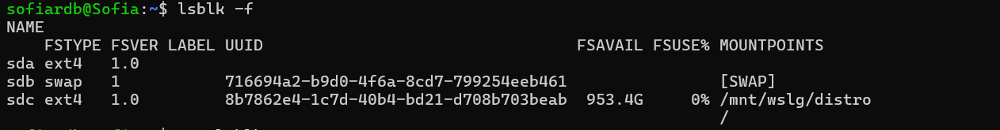 sofiardb@Sofia:~$ lsblk -f
NAME
    FSTYPE FSVER LABEL UUID                                 FSAVAIL FSUSE% MOUNTPOINTS
sda ext4   1.0
sdb swap   1           716694a2-b9d0-4f6a-8cd7-799254eeb461                [SWAP]
sdc ext4   1.0         8b7862e4-1c7d-40b4-bd21-d708b703beab  953.4G     0% /mnt/wslg/distro
                                                                           /